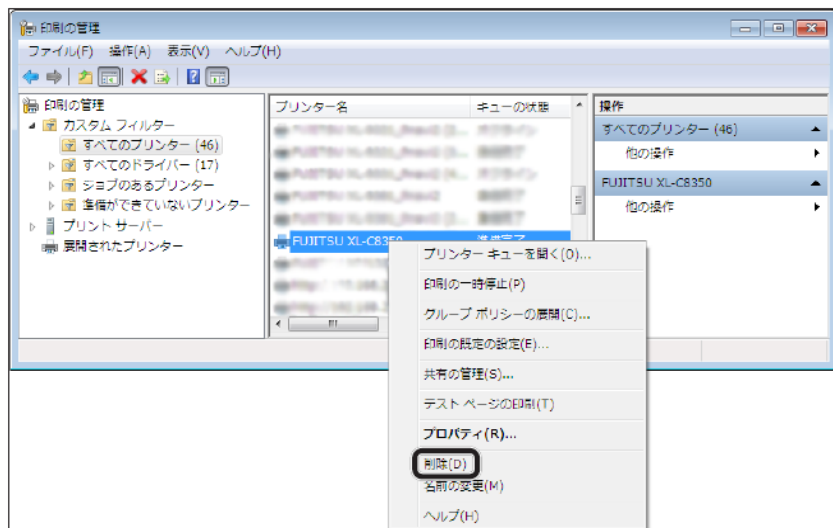 印刷の管理
ファイル(F) 操作(A) 表示(V) ヘルプ(H)
印刷の管理
カスタム フィルター
すべてのプリンター (46)
すべてのドライバー (17)
ジョブのあるプリンター
準備ができていないプリンター
プリント サーバー
展開されたプリンター
プリンター名 キューの状態
FUJITSU XL-C8350 準備完了
操作
すべてのプリンター (46)
他の操作
FUJITSU XL-C8350
他の操作
プリンター キューを開く(O)...
印刷の一時停止(P)
グループ ポリシーの展開(C)...
印刷の既定の設定(E)...
共有の管理(S)...
テスト ページの印刷(T)
プロパティ(R)...
削除(D)
名前の変更(M)
ヘルプ(H)